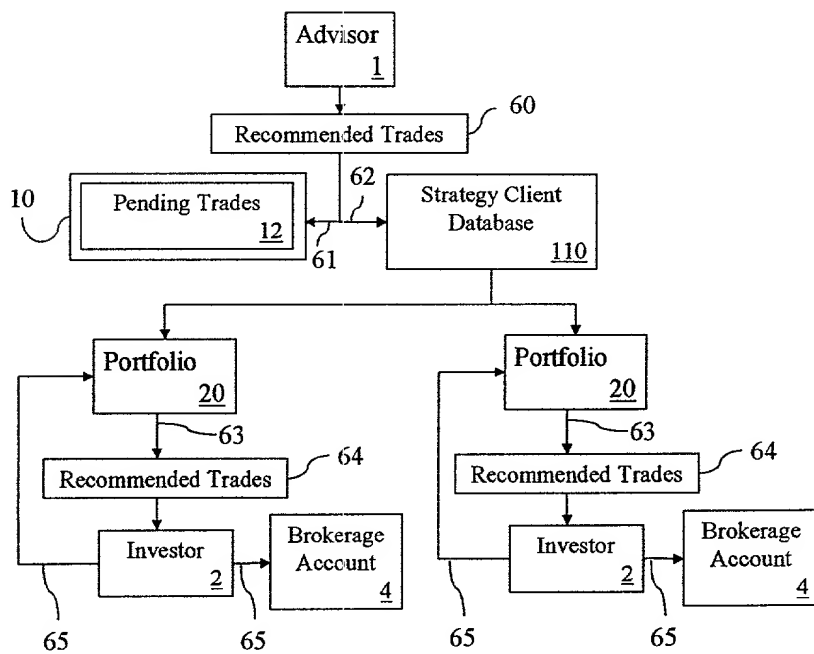 Advisor
1
60
Recommended Trades
10
Pending Trades
12
61
62
Strategy Client
Database
110
Portfolio
20
63
64
Recommended Trades
Investor
2
Brokerage
Account
4
65
65
Portfolio
20
63
64
Recommended Trades
Investor
2
Brokerage
Account
4
65
65